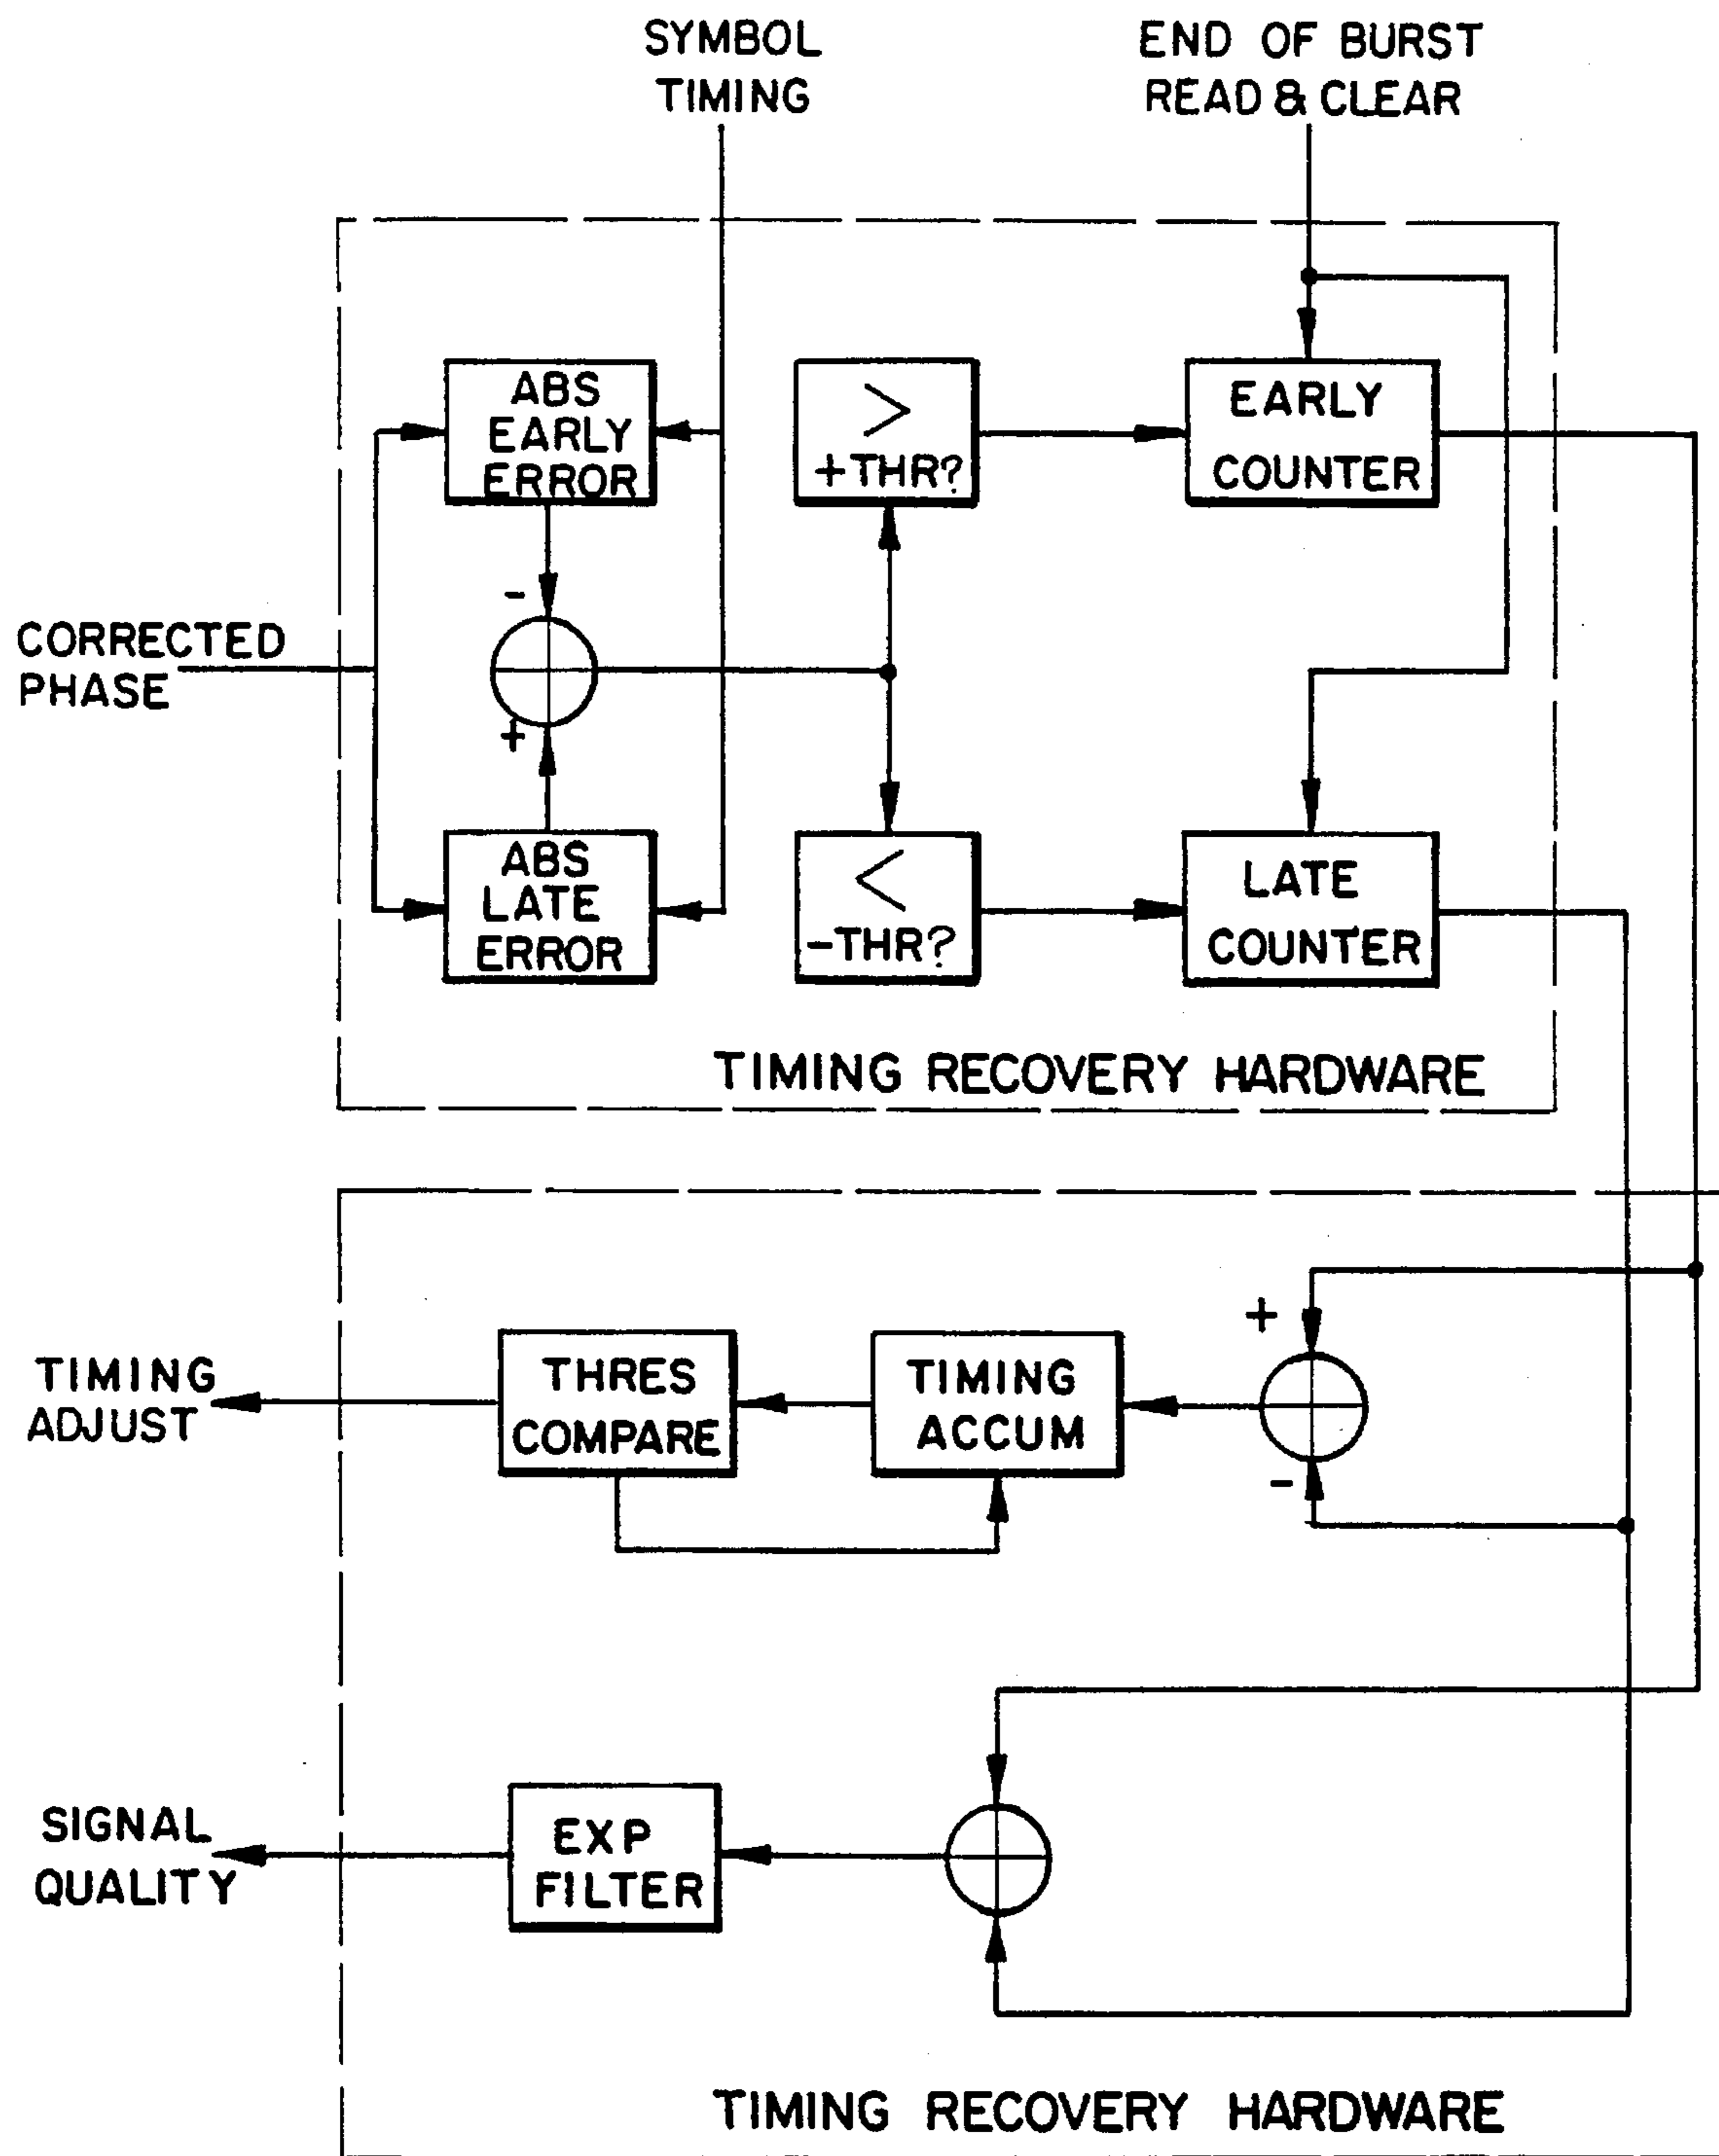 SYMBOL
TIMING
END OF BURST
READ & CLEAR
ABS
EARLY
ERROR
>
+THR?
EARLY
COUNTER
-
CORRECTED
PHASE
+
ABS
LATE
ERROR
<
-THR?
LATE
COUNTER
TIMING RECOVERY HARDWARE
+
TIMING
ADJUST
THRES
COMPARE
TIMING
ACCUM
-
SIGNAL
QUALITY
EXP
FILTER
TIMING RECOVERY HARDWARE